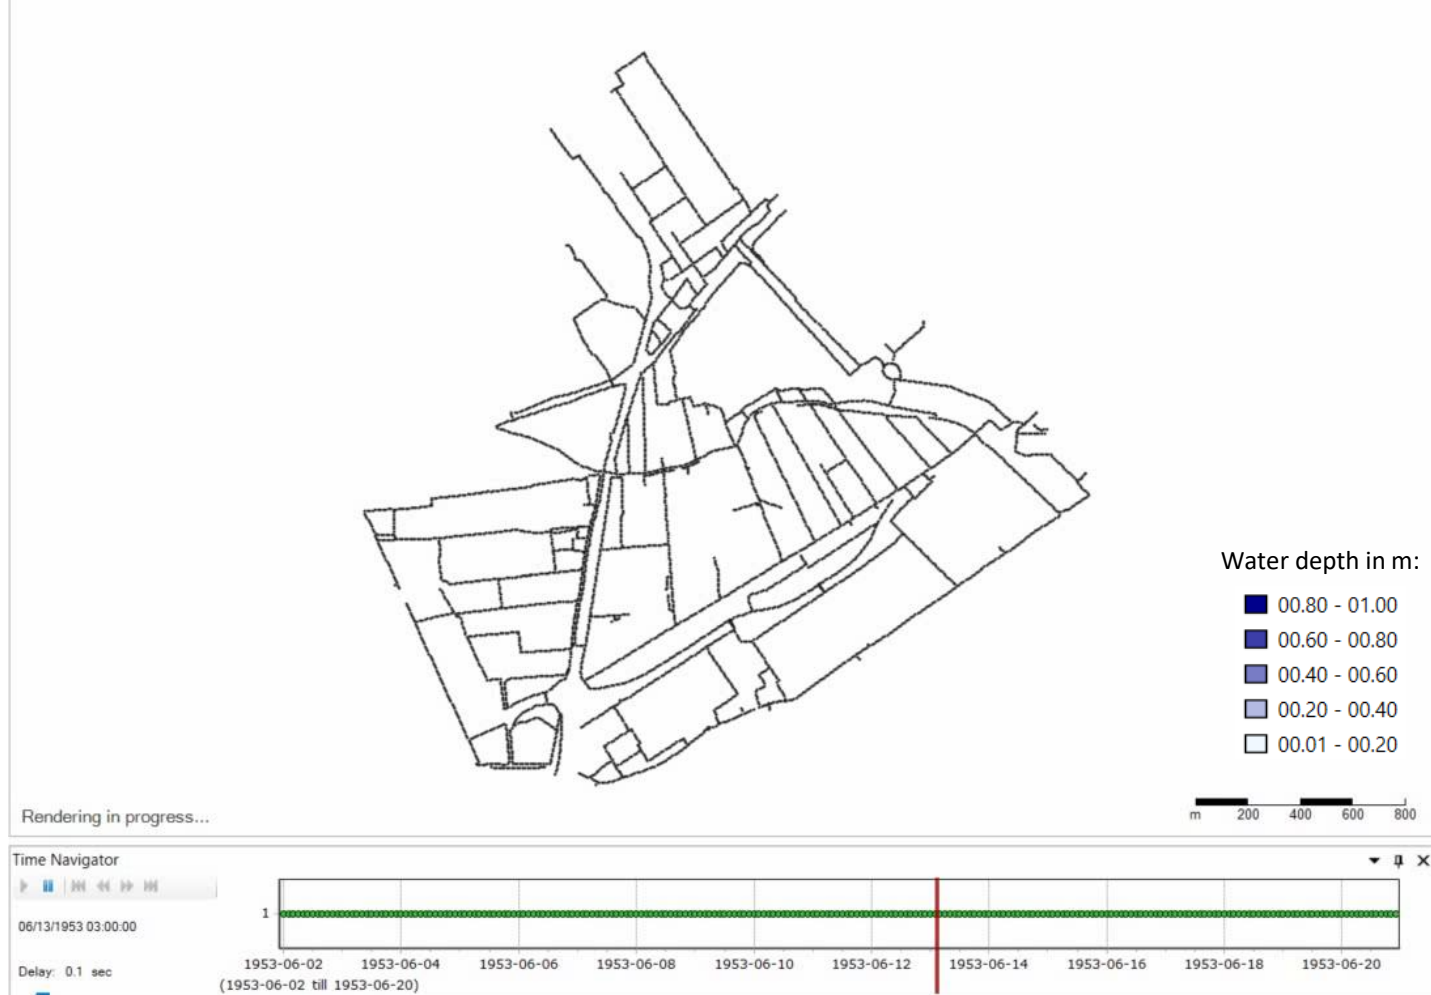 Water depth in m:
00.80 - 01.00
00.60 - 00.80
00.40 - 00.60
00.20 - 00.40
00.01 - 00.20
m 200 400 600 800
Rendering in progress...
Time Navigator
06/13/1953 03:00:00
1
Delay: 0.1 sec
1953-06-02 1953-06-04 1953-06-06 1953-06-08 1953-06-10 1953-06-12 1953-06-14 1953-06-16 1953-06-18 1953-06-20
(1953-06-02 till 1953-06-20)